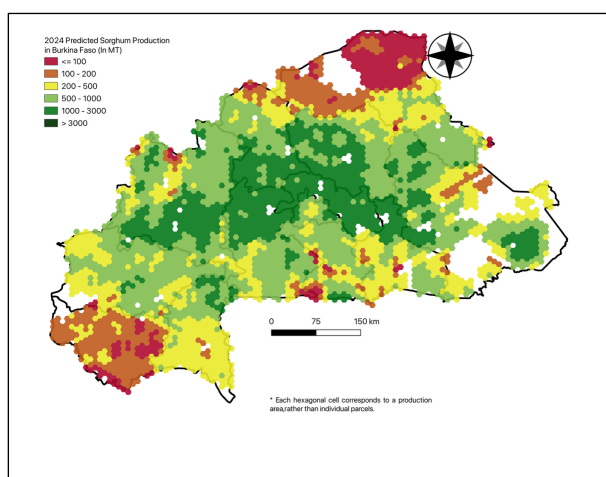 2024 Predicted Sorghum Production
in Burkina Faso (In MT)
<= 100
100 - 200
200 - 500
500 - 1000
1000 - 3000
> 3000
0 75 150 km
* Each hexagonal cell corresponds to a production
area,rather than individual parcels.